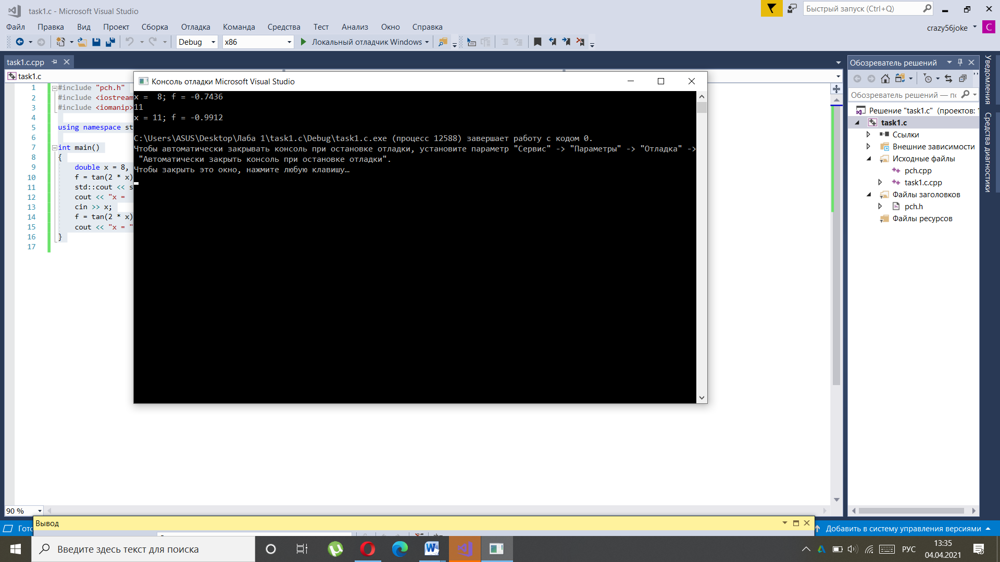 task1.c - Microsoft Visual Studio
Быстрый запуск (Ctrl+Q)
Файл Правка Вид Проект Сборка Отладка Команда Средства Тест Анализ Окно Справка
crazy56joke C
Debug x86 Локальный отладчик Windows
task1.c.cpp
task1.c
1 #include "pch.h"
2 #include <iostream
3 #include <iomanip>
4
5 using namespace st
6
7 int main()
8 {
9 double x = 8,
10 f = tan(2 * x)
11 std::cout << s
12 cout << "x =
13 cin >> x;
14 f = tan(2 * x)
15 cout << "x = "
16 }
17
90 %
Консоль отладки Microsoft Visual Studio
x =  8; f = -0.7436
11
x = 11; f = -0.9912
C:\Users\ASUS\Desktop\Лаба 1\task1.c\Debug\task1.c.exe (процесс 12588) завершает работу с кодом 0.
Чтобы автоматически закрывать консоль при остановке отладки, установите параметр "Сервис" -> "Параметры" -> "Отладка" ->
"Автоматически закрыть консоль при остановке отладки".
Чтобы закрыть это окно, нажмите любую клавишу…
Обозреватель решений
Обозреватель решений — по
Решение "task1.c" (проектов:
task1.c
Ссылки
Внешние зависимости
Исходные файлы
pch.cpp
task1.c.cpp
Файлы заголовков
pch.h
Файлы ресурсов
Уведомления
Средства диагностики
Вывод
Гото
Добавить в систему управления версиями
Введите здесь текст для поиска
РУС
13:35
04.04.2021